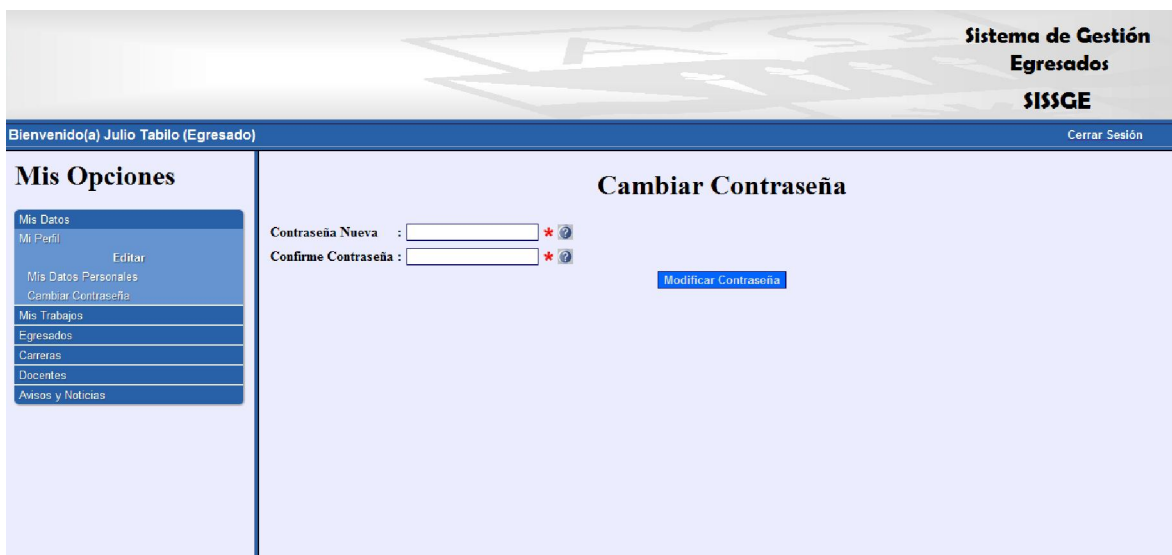 Sistema de Gestión
Egresados
SISSGE
Bienvenido(a) Julio Tabilo (Egresado)
Cerrar Sesión
Mis Opciones
Mis Datos
Mi Perfil
Editar
Mis Datos Personales
Cambiar Contraseña
Mis Trabajos
Egresados
Carreras
Docentes
Avisos y Noticias
Cambiar Contraseña
Contraseña Nueva : * ?
Confirme Contraseña : * ?
Modificar Contraseña